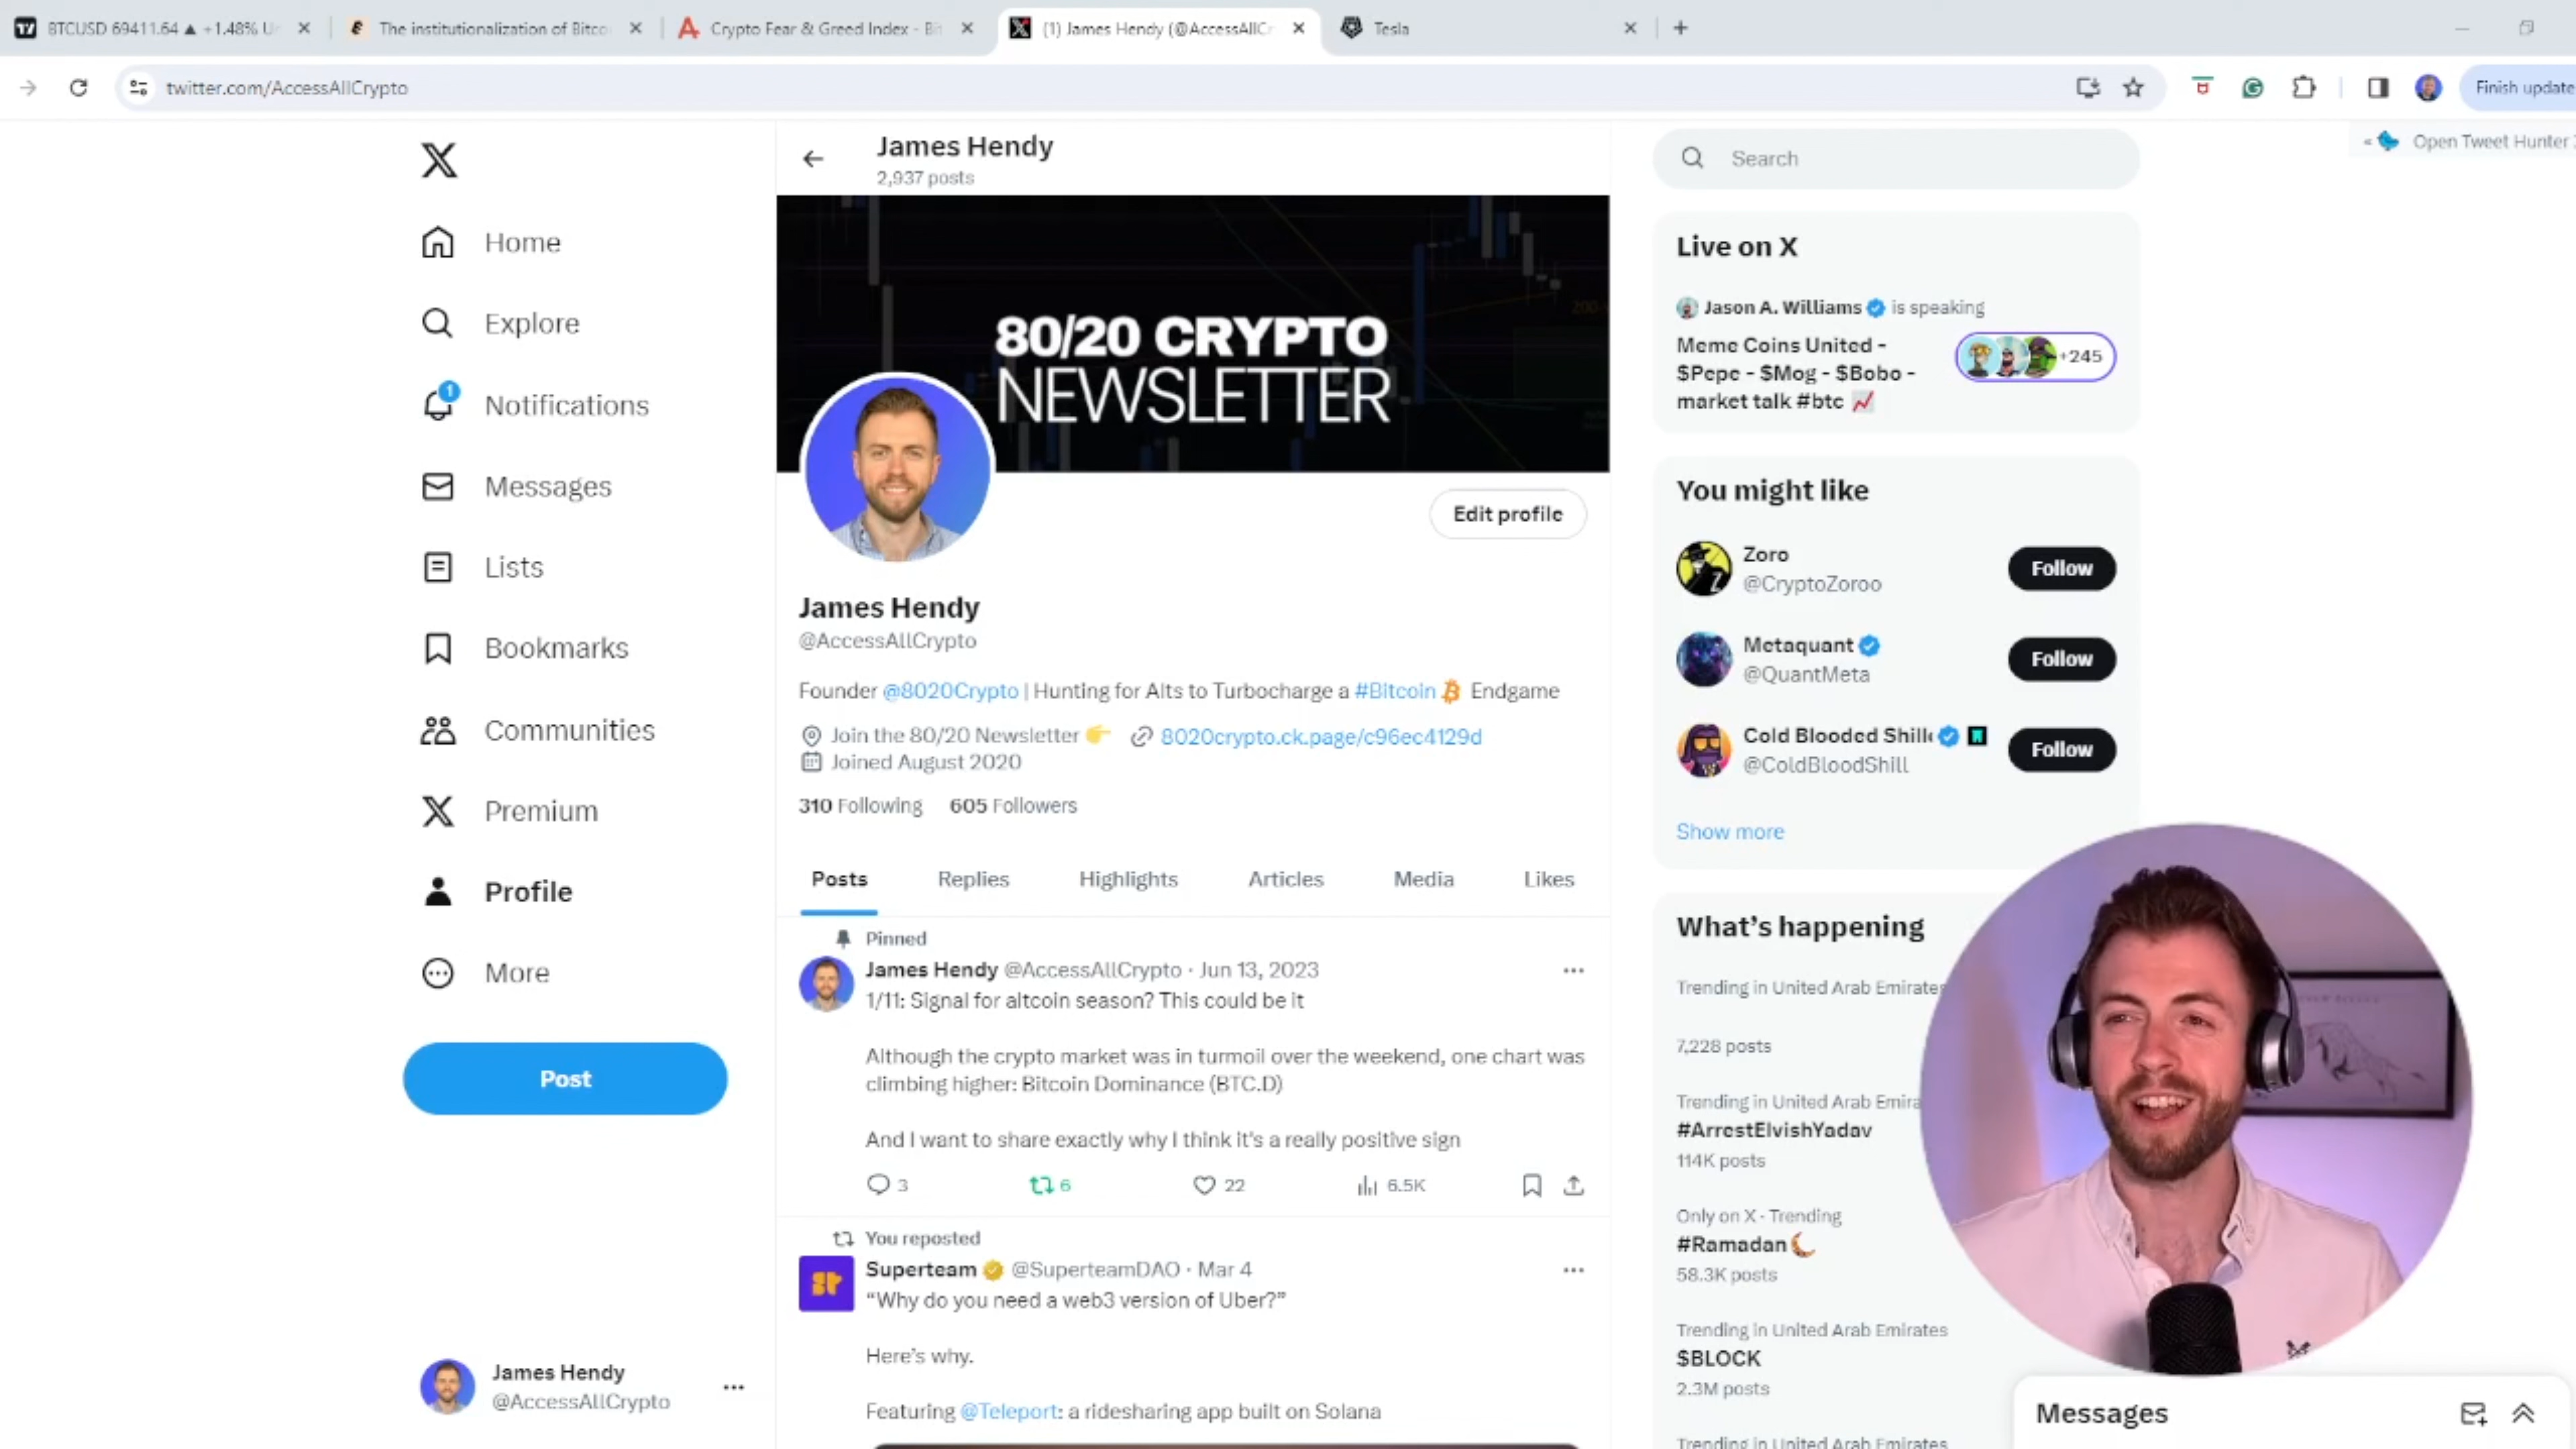 BTCUSD 69411.64 ▲ +1.48%
The institutionalization of Bitco
Crypto Fear & Greed Index - Bi
(1) James Hendy (@AccessAllCr
Tesla
twitter.com/AccessAllCrypto
Finish update
Open Tweet Hunter
James Hendy
2,937 posts
80/20 CRYPTO
NEWSLETTER
Home
Explore
1
Notifications
Messages
Lists
Bookmarks
Communities
Premium
Profile
More
Post
James Hendy
@AccessAllCrypto
Edit profile
James Hendy
@AccessAllCrypto
Founder @8020Crypto | Hunting for Alts to Turbocharge a #Bitcoin Endgame
Join the 80/20 Newsletter 👉 8020crypto.ck.page/c96ec4129d
Joined August 2020
310 Following 605 Followers
Posts Replies Highlights Articles Media Likes
Pinned
James Hendy @AccessAllCrypto · Jun 13, 2023
1/11: Signal for altcoin season? This could be it
Although the crypto market was in turmoil over the weekend, one chart was
climbing higher: Bitcoin Dominance (BTC.D)
And I want to share exactly why I think it's a really positive sign
3 6 22 6.5K
You reposted
Superteam @SuperteamDAO · Mar 4
“Why do you need a web3 version of Uber?”
Here's why.
Featuring @Teleport: a ridesharing app built on Solana
Search
Live on X
Jason A. Williams is speaking
Meme Coins United -
$Pepe - $Mog - $Bobo -
market talk #btc 📈
+245
You might like
Zoro
@CryptoZoroo
Follow
Metaquant
@QuantMeta
Follow
Cold Blooded Shill
@ColdBloodShill
Follow
Show more
What's happening
Trending in United Arab Emirates
7,228 posts
Trending in United Arab Emira
#ArrestElvishYadav
114K posts
Only on X · Trending
#Ramadan
58.3K posts
Trending in United Arab Emirates
$BLOCK
2.3M posts
Trending in United Arab Emirates
Messages